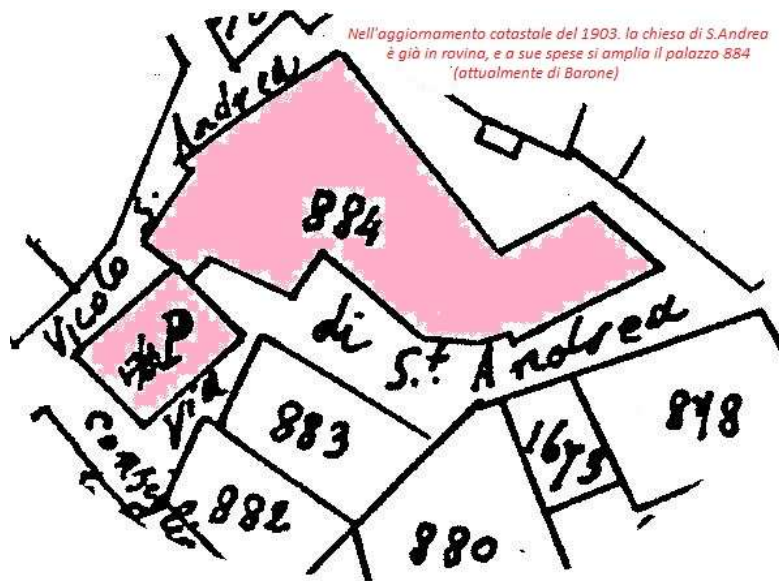 Nell'aggiornamento catastale del 1903. la chiesa di S.Andrea
è già in rovina, e a sue spese si amplia il palazzo 884
(attualmente di Barone)
Vicolo S. Andrea
884
P
Via di S.t Andrea
883
882
880
1673
878